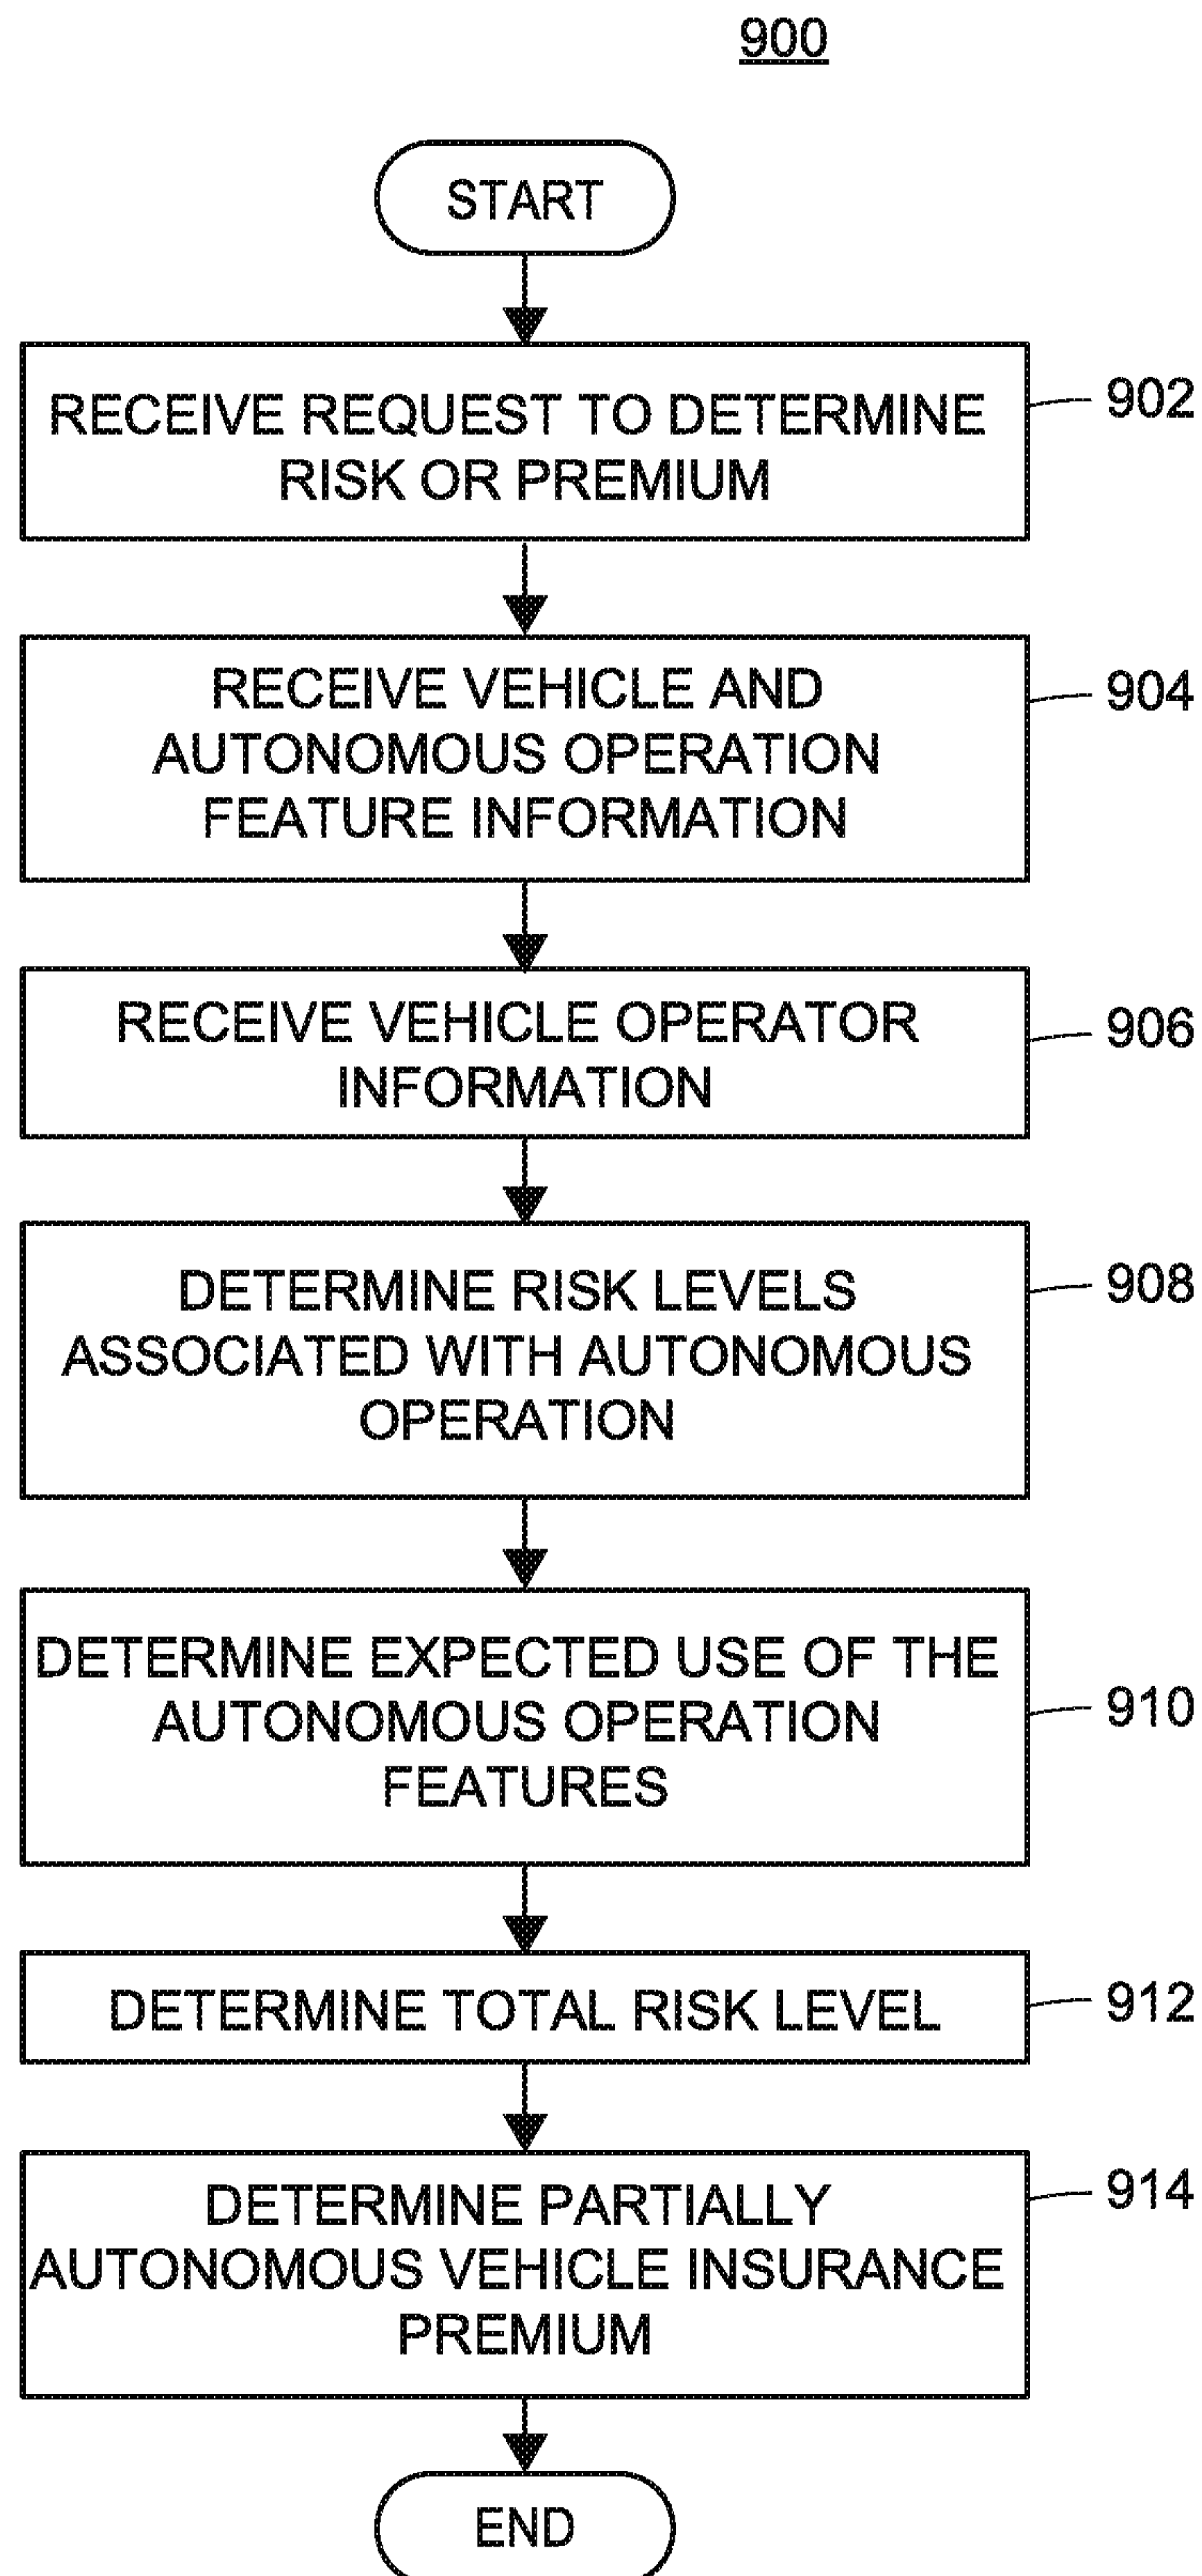 900
START
RECEIVE REQUEST TO DETERMINE
RISK OR PREMIUM
902
RECEIVE VEHICLE AND
AUTONOMOUS OPERATION
FEATURE INFORMATION
904
RECEIVE VEHICLE OPERATOR
INFORMATION
906
DETERMINE RISK LEVELS
ASSOCIATED WITH AUTONOMOUS
OPERATION
908
DETERMINE EXPECTED USE OF THE
AUTONOMOUS OPERATION
FEATURES
910
DETERMINE TOTAL RISK LEVEL
912
DETERMINE PARTIALLY
AUTONOMOUS VEHICLE INSURANCE
PREMIUM
914
END